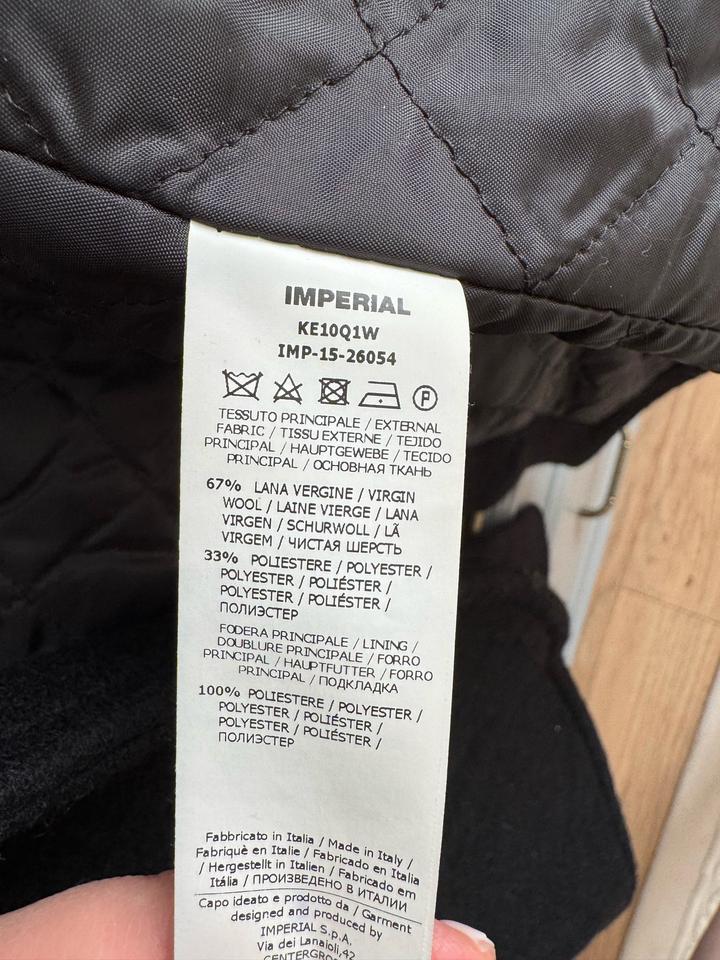 IMPERIAL
KE10Q1W
IMP-15-26054
P
TESSUTO PRINCIPALE / EXTERNAL
FABRIC / TISSU EXTERNE / TEJIDO
PRINCIPAL / HAUPTGEWEBE / TECIDO
PRINCIPAL / ОСНОВНАЯ ТКАНЬ
67% LANA VERGINE / VIRGIN
WOOL / LAINE VIERGE / LANA
VIRGEN / SCHURWOLL / LÃ
VIRGEM / ЧИСТАЯ ШЕРСТЬ
33% POLIESTERE / POLYESTER /
POLYESTER / POLIÉSTER /
POLYESTER / POLIÉSTER /
ПОЛИЭСТЕР
FODERA PRINCIPALE / LINING /
DOUBLURE PRINCIPALE / FORRO
PRINCIPAL / HAUPTFUTTER / FORRO
PRINCIPAL / ПОДКЛАДКА
100% POLIESTERE / POLYESTER /
POLYESTER / POLIÉSTER /
POLYESTER / POLIÉSTER /
ПОЛИЭСТЕР
Fabbricato in Italia / Made in Italy /
Fabriquè en Italie / Fabricado en Italia
/ Hergestellt in Italien / Fabricado em
Itália / ПРОИЗВЕДЕНО В ИТАЛИИ
Capo ideato e prodotto da / Garment
designed and produced by
IMPERIAL S.p.A.
Via dei Lanaioli,42
CENTERGROSS